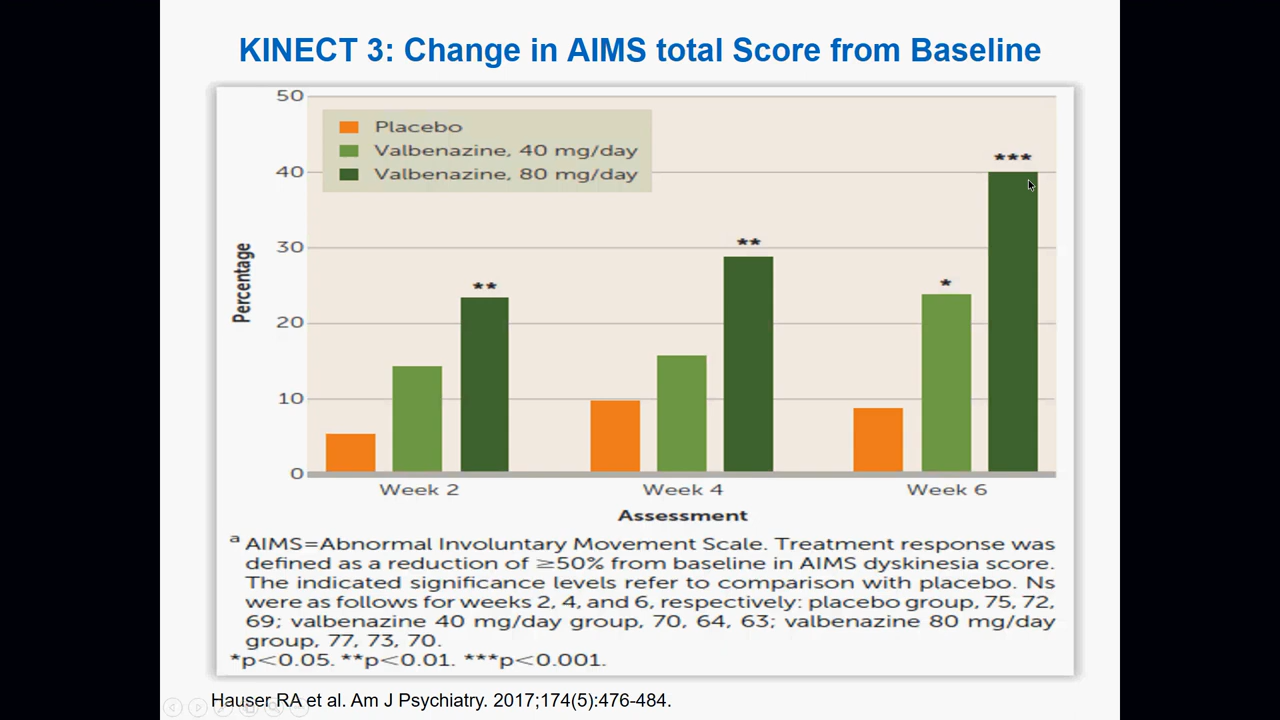 KINECT 3: Change in AIMS total Score from Baseline
50
Placebo
Valbenazine, 40 mg/day
Valbenazine, 80 mg/day
***
40
**
30
**
*
Percentage
20
10
0
Week 2
Week 4
Week 6
Assessment
a AIMS=Abnormal Involuntary Movement Scale. Treatment response was
defined as a reduction of ≥50% from baseline in AIMS dyskinesia score.
The indicated significance levels refer to comparison with placebo. Ns
were as follows for weeks 2, 4, and 6, respectively: placebo group, 75, 72,
69; valbenazine 40 mg/day group, 70, 64, 63; valbenazine 80 mg/day
group, 77, 73, 70.
*p<0.05. **p<0.01. ***p<0.001.
Hauser RA et al. Am J Psychiatry. 2017;174(5):476-484.